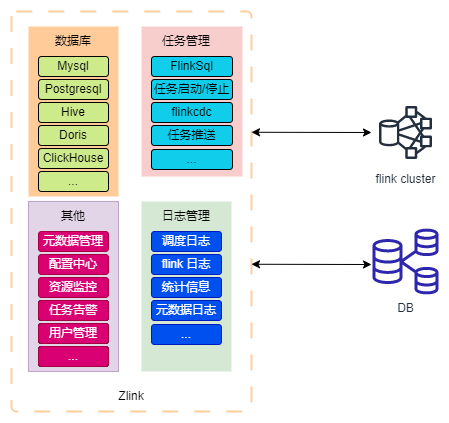 数据库
Mysql
Postgresql
Hive
Doris
ClickHouse
...
任务管理
FlinkSql
任务启动/停止
flinkcdc
任务推送
...
其他
元数据管理
配置中心
资源监控
任务告警
用户管理
...
日志管理
调度日志
flink 日志
统计信息
元数据日志
...
Zlink
flink cluster
DB